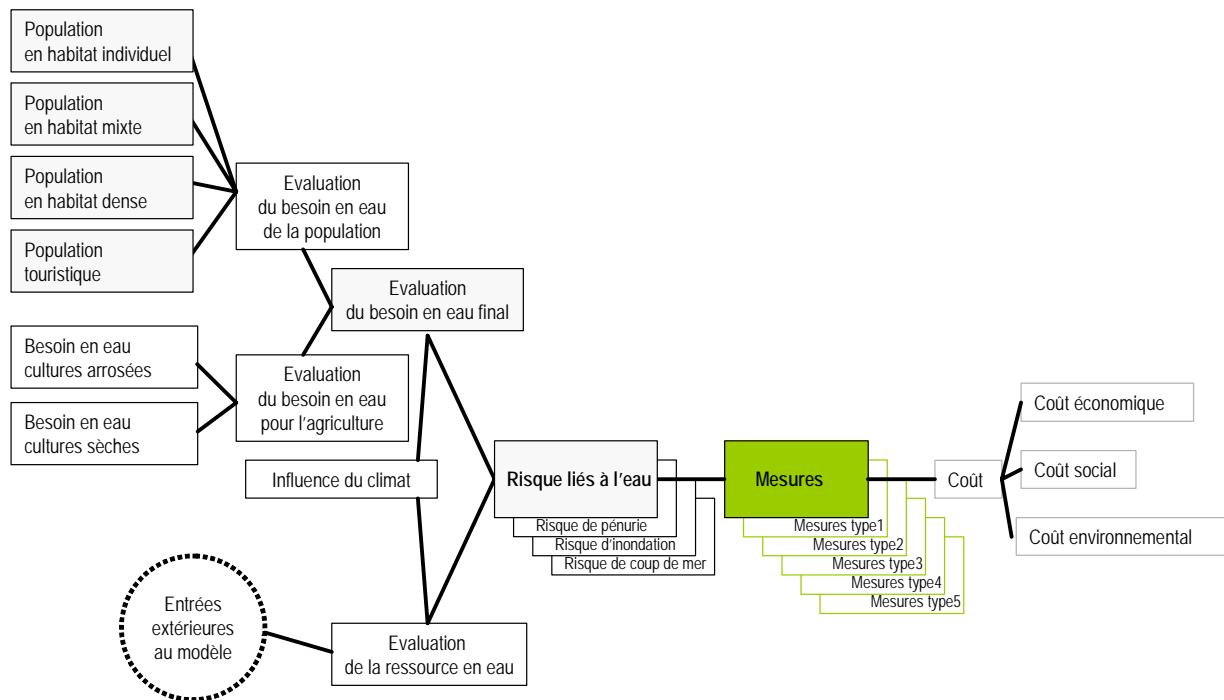 Population
en habitat individuel
Population
en habitat mixte
Population
en habitat dense
Population
touristique
Evaluation
du besoin en eau
de la population
Evaluation
du besoin en eau final
Besoin en eau
cultures arrosées
Besoin en eau
cultures sèches
Evaluation
du besoin en eau
pour l'agriculture
Influence du climat
Risque liés à l'eau
Risque de pénurie
Risque d'inondation
Risque de coup de mer
Mesures
Mesures type1
Mesures type2
Mesures type3
Mesures type4
Mesures type5
Coût
Coût économique
Coût social
Coût environnemental
Entrées
extérieures
au modèle
Evaluation
de la ressource en eau